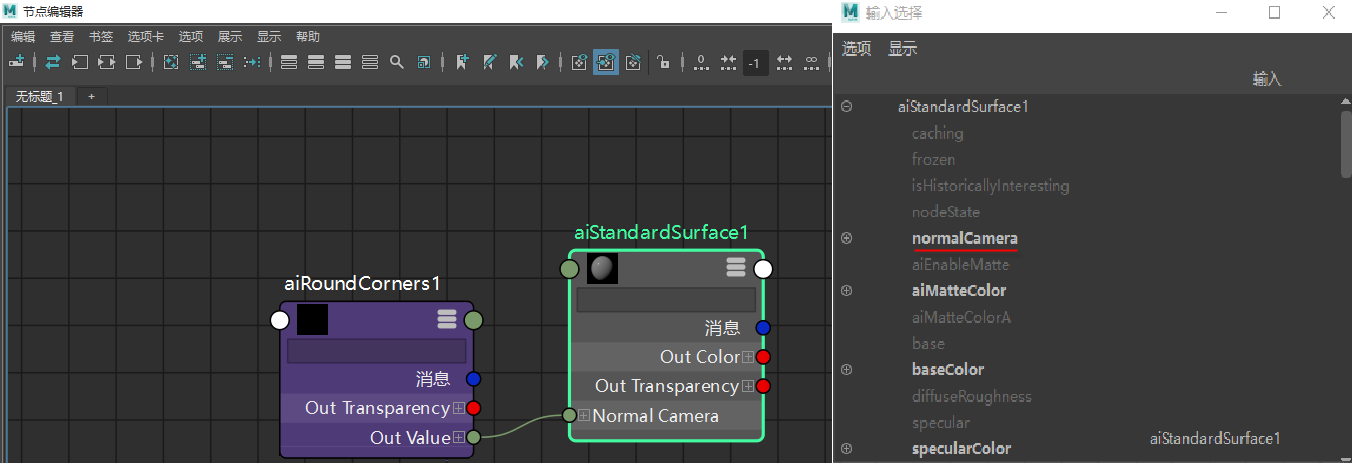 节点编辑器
编辑 查看 书签 选项卡 选项 展示 显示 帮助
0 -1 ∞
无标题_1 +
aiRoundCorners1
消息
Out Transparency
Out Value
aiStandardSurface1
消息
Out Color
Out Transparency
Normal Camera
输入选择
选项 显示
输入
aiStandardSurface1
caching
frozen
isHistoricallyInteresting
nodeState
normalCamera
aiEnableMatte
aiMatteColor
aiMatteColorA
base
baseColor
diffuseRoughness
specular
specularColor
aiStandardSurface1